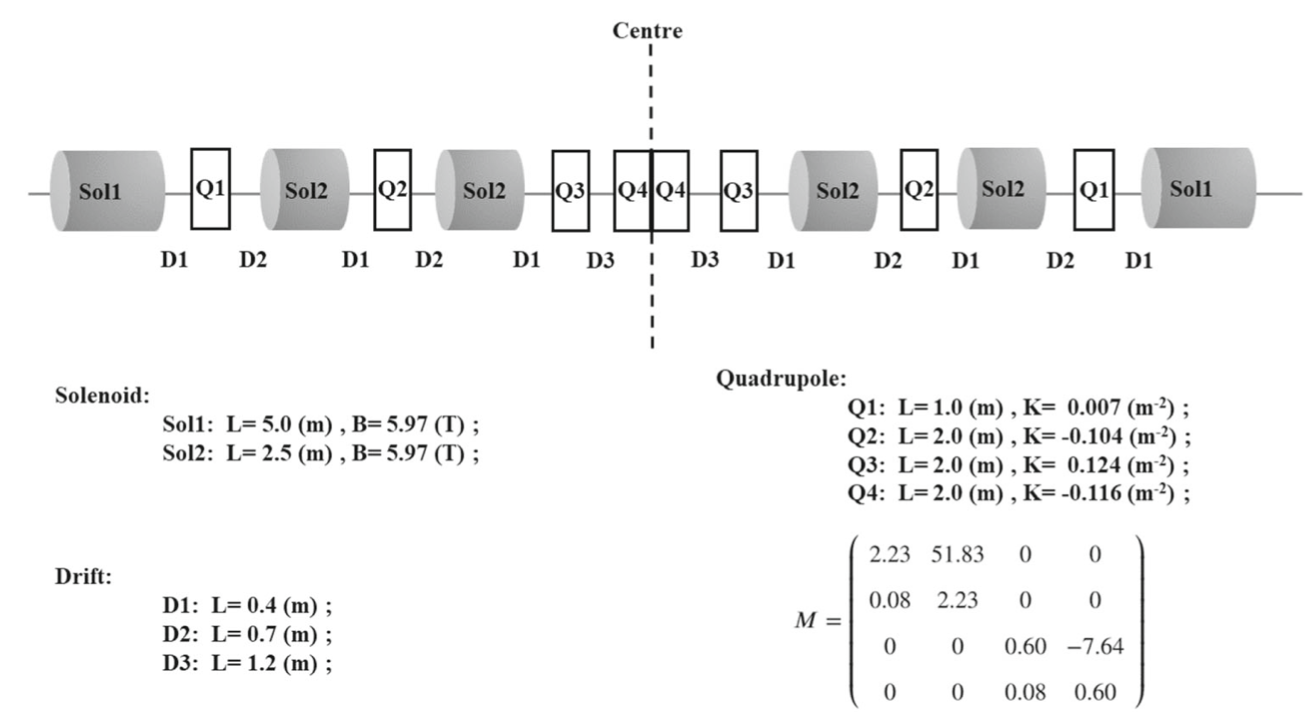 Centre
Sol1 Q1 Sol2 Q2 Sol2 Q3 Q4 Q4 Q3 Sol2 Q2 Sol2 Q1 Sol1
D1 D2 D1 D2 D1 D3 D3 D1 D2 D1 D2 D1
Solenoid:
Sol1: L= 5.0 (m) , B= 5.97 (T) ;
Sol2: L= 2.5 (m) , B= 5.97 (T) ;
Drift:
D1: L= 0.4 (m) ;
D2: L= 0.7 (m) ;
D3: L= 1.2 (m) ;
Quadrupole:
Q1: L= 1.0 (m) , K= 0.007 (m⁻²) ;
Q2: L= 2.0 (m) , K= -0.104 (m⁻²) ;
Q3: L= 2.0 (m) , K= 0.124 (m⁻²) ;
Q4: L= 2.0 (m) , K= -0.116 (m⁻²) ;
M =
2.23 51.83 0 0
0.08 2.23 0 0
0 0 0.60 −7.64
0 0 0.08 0.60